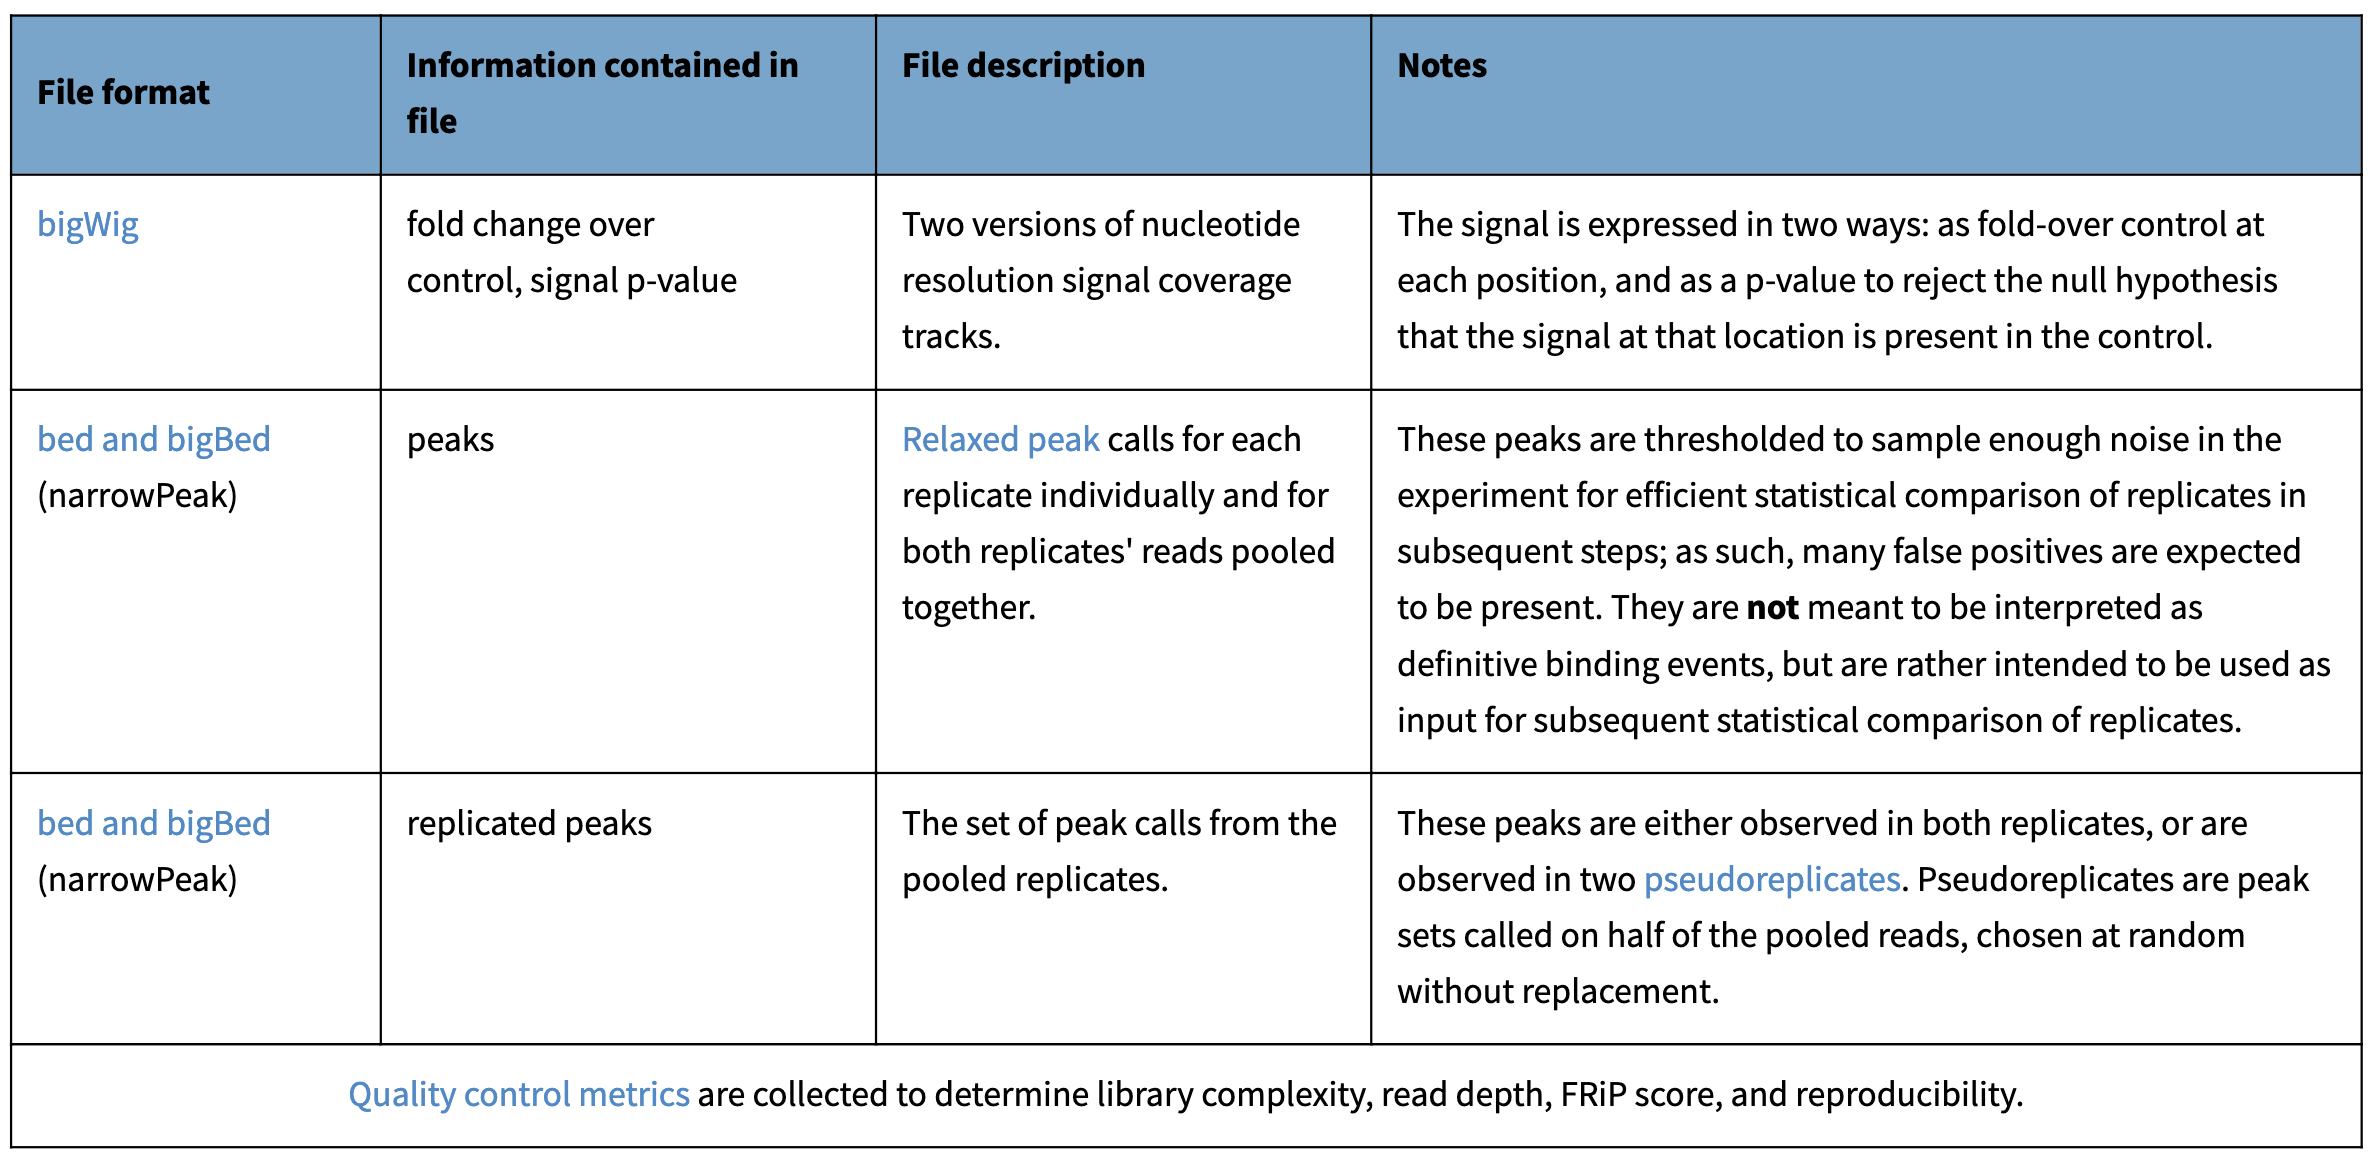 File format
Information contained in
file
File description
Notes
bigWig
fold change over
control, signal p-value
Two versions of nucleotide
resolution signal coverage
tracks.
The signal is expressed in two ways: as fold-over control at
each position, and as a p-value to reject the null hypothesis
that the signal at that location is present in the control.
bed and bigBed
(narrowPeak)
peaks
Relaxed peak calls for each
replicate individually and for
both replicates' reads pooled
together.
These peaks are thresholded to sample enough noise in the
experiment for efficient statistical comparison of replicates in
subsequent steps; as such, many false positives are expected
to be present. They are not meant to be interpreted as
definitive binding events, but are rather intended to be used as
input for subsequent statistical comparison of replicates.
bed and bigBed
(narrowPeak)
replicated peaks
The set of peak calls from the
pooled replicates.
These peaks are either observed in both replicates, or are
observed in two pseudoreplicates. Pseudoreplicates are peak
sets called on half of the pooled reads, chosen at random
without replacement.
Quality control metrics are collected to determine library complexity, read depth, FRiP score, and reproducibility.